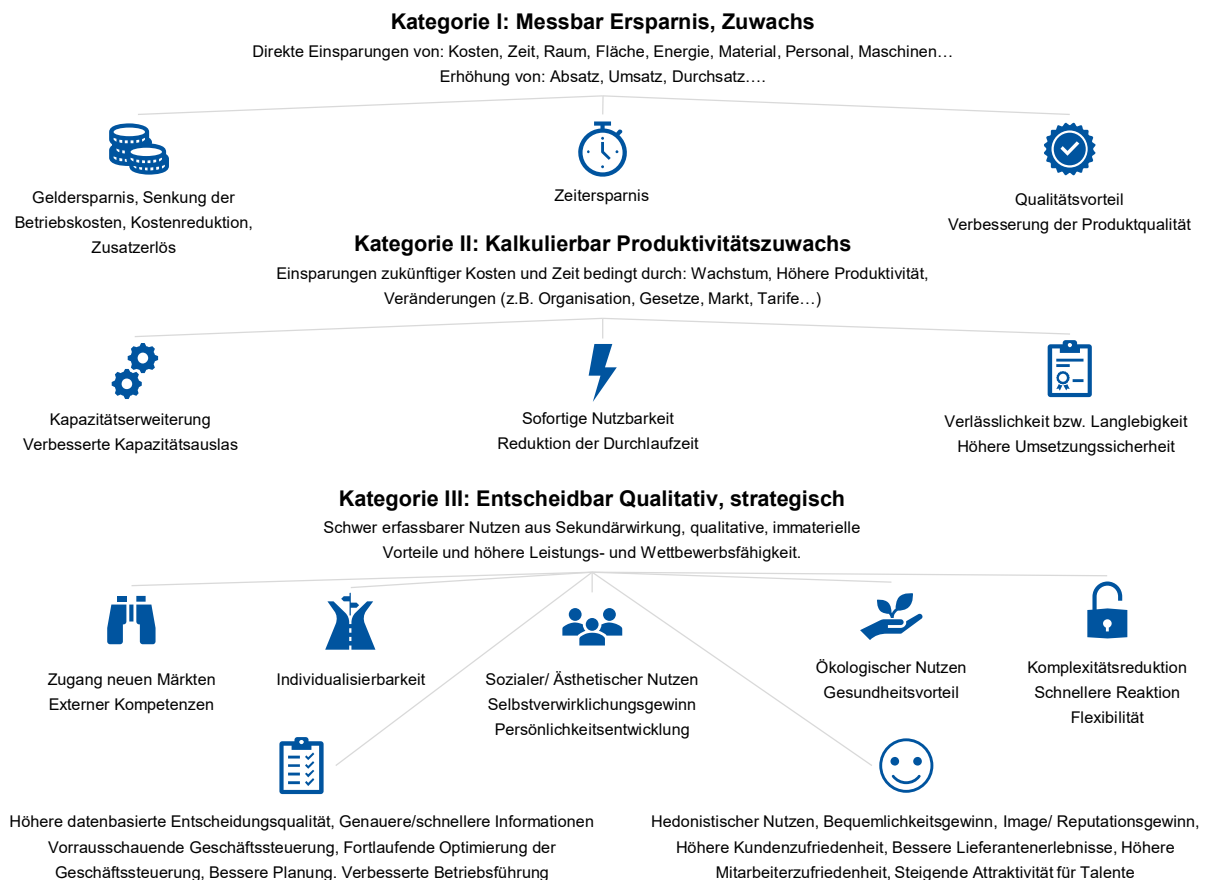 Kategorie I: Messbar Ersparnis, Zuwachs
Direkte Einsparungen von: Kosten, Zeit, Raum, Fläche, Energie, Material, Personal, Maschinen…
Erhöhung von: Absatz, Umsatz, Durchsatz….
Geldersparnis, Senkung der
Betriebskosten, Kostenreduktion,
Zusatzerlös
Zeitersparnis
Qualitätsvorteil
Verbesserung der Produktqualität
Kategorie II: Kalkulierbar Produktivitätszuwachs
Einsparungen zukünftiger Kosten und Zeit bedingt durch: Wachstum, Höhere Produktivität,
Veränderungen (z.B. Organisation, Gesetze, Markt, Tarife…)
Kapazitätserweiterung
Verbesserte Kapazitätsauslas
Sofortige Nutzbarkeit
Reduktion der Durchlaufzeit
Verlässlichkeit bzw. Langlebigkeit
Höhere Umsetzungssicherheit
Kategorie III: Entscheidbar Qualitativ, strategisch
Schwer erfassbarer Nutzen aus Sekundärwirkung, qualitative, immaterielle
Vorteile und höhere Leistungs- und Wettbewerbsfähigkeit.
Zugang neuen Märkten
Externer Kompetenzen
Individualisierbarkeit
Sozialer/ Ästhetischer Nutzen
Selbstverwirklichungsgewinn
Persönlichkeitsentwicklung
Ökologischer Nutzen
Gesundheitsvorteil
Komplexitätsreduktion
Schnellere Reaktion
Flexibilität
Höhere datenbasierte Entscheidungsqualität, Genauere/schnellere Informationen
Vorrausschauende Geschäftssteuerung, Fortlaufende Optimierung der
Geschäftssteuerung, Bessere Planung. Verbesserte Betriebsführung
Hedonistischer Nutzen, Bequemlichkeitsgewinn, Image/ Reputationsgewinn,
Höhere Kundenzufriedenheit, Bessere Lieferantenerlebnisse, Höhere
Mitarbeiterzufriedenheit, Steigende Attraktivität für Talente